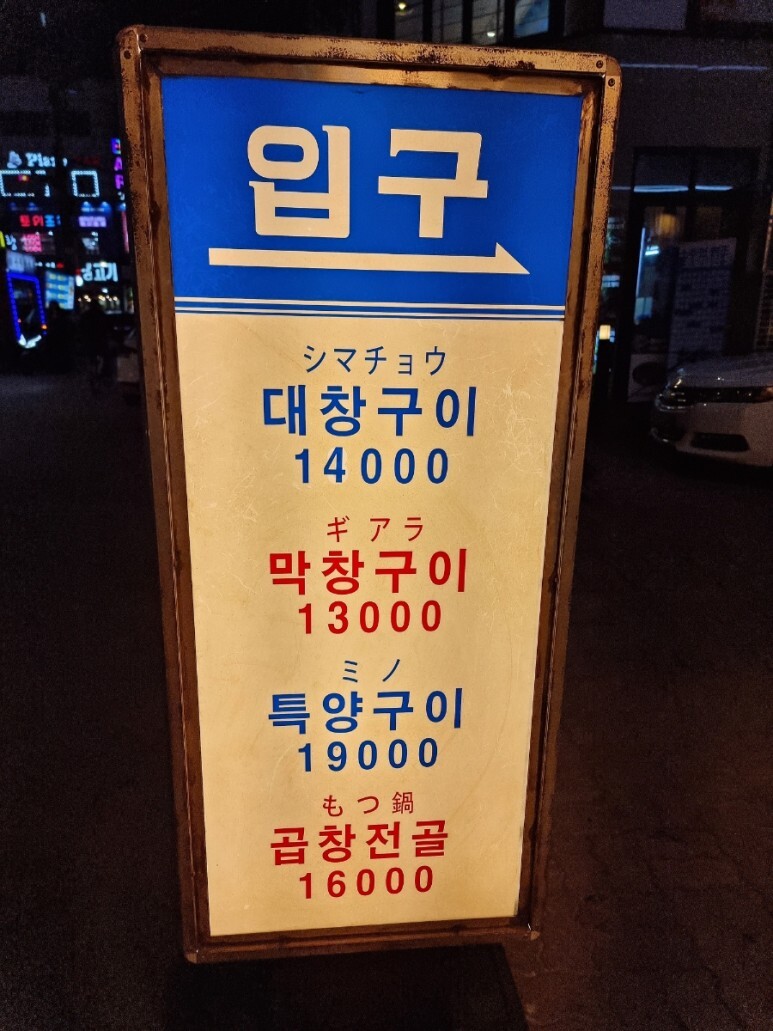 입구
シマチョウ
대창구이
14000
ギアラ
막창구이
13000
ミノ
특양구이
19000
もつ鍋
곱창전골
16000